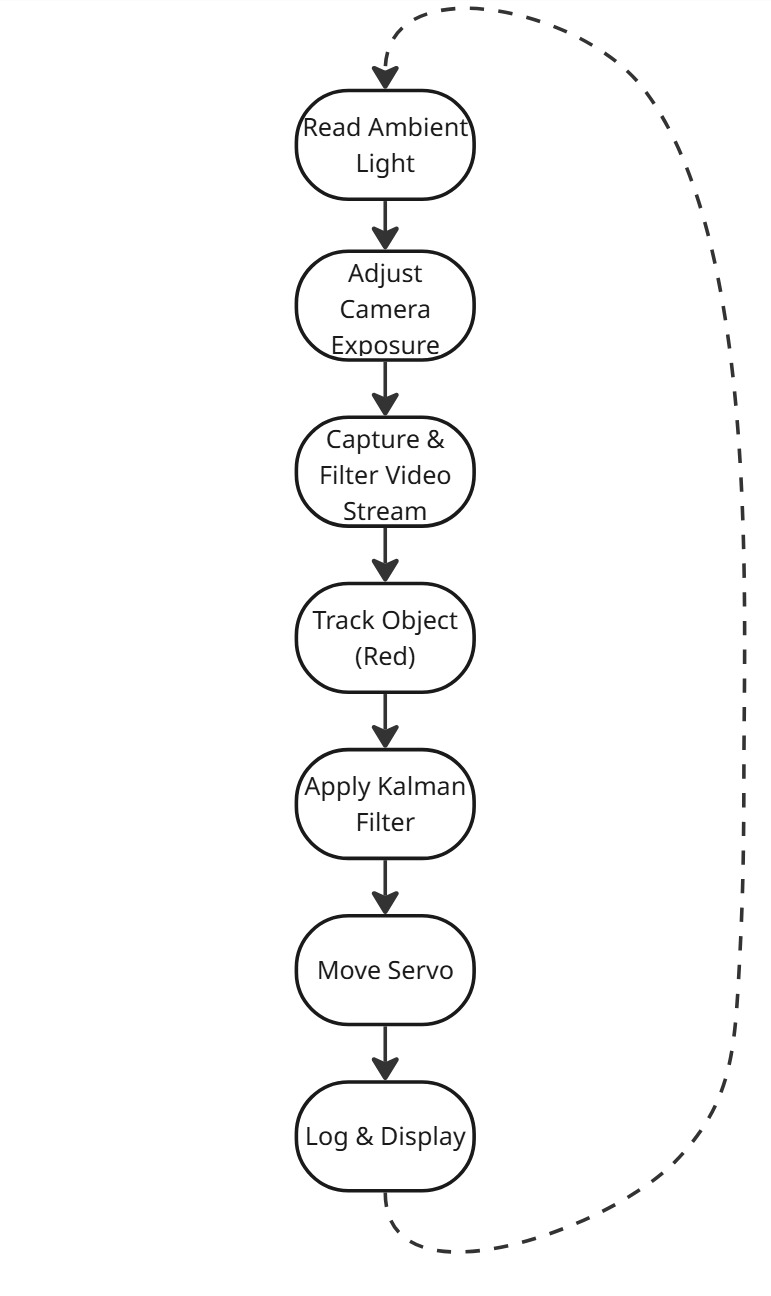 Read Ambient
Light
Adjust
Camera
Exposure
Capture &
Filter Video
Stream
Track Object
(Red)
Apply Kalman
Filter
Move Servo
Log & Display